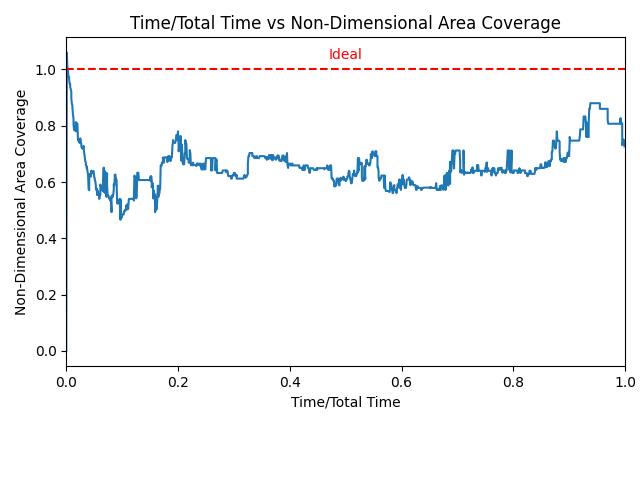 Time/Total Time vs Non-Dimensional Area Coverage
Ideal
1.0
0.8
0.6
0.4
0.2
0.0
Non-Dimensional Area Coverage
0.0 0.2 0.4 0.6 0.8 1.0
Time/Total Time